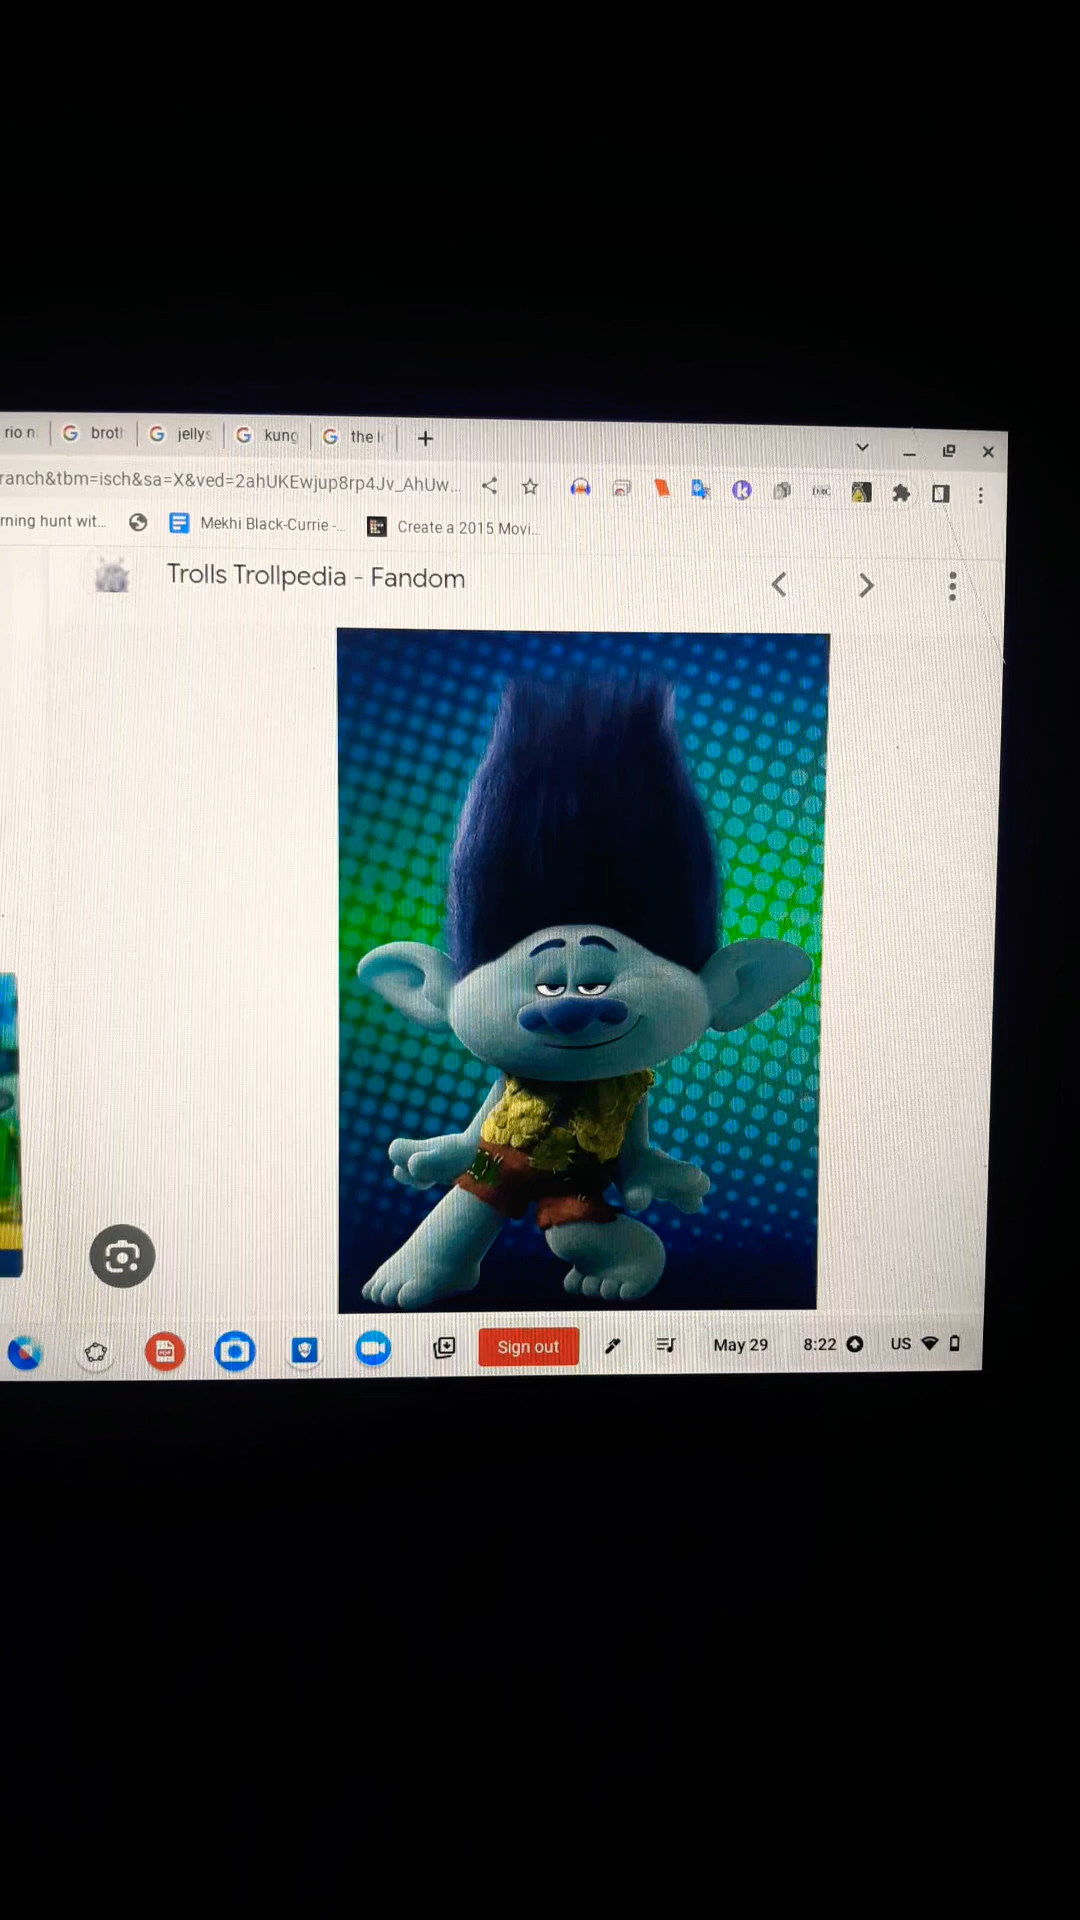 rio n
brotl
jellys
kung
the l
ranch&tbm=isch&sa=X&ved=2ahUKEwjup8rp4Jv_AhUw...
rning hunt wit...
Mekhi Black-Currie -...
Create a 2015 Movi...
Trolls Trollpedia - Fandom
Sign out
May 29
8:22
US